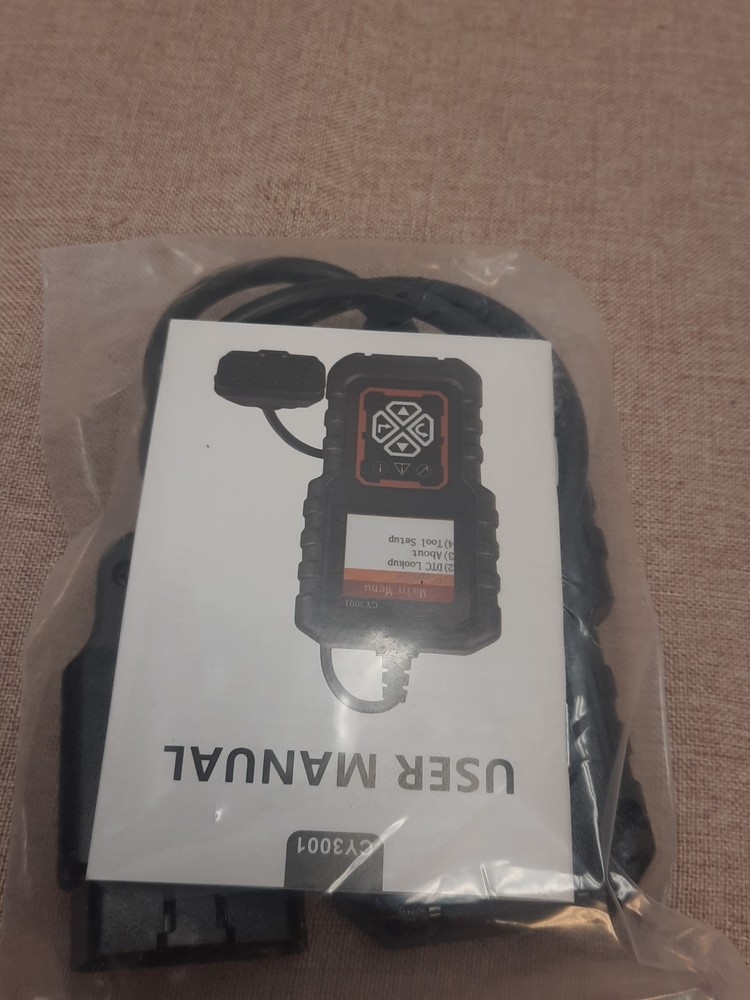 CY3001
USER MANUAL
CY3001
Main Menu
2)DTC Lookup
3)About
4)Tool Setup